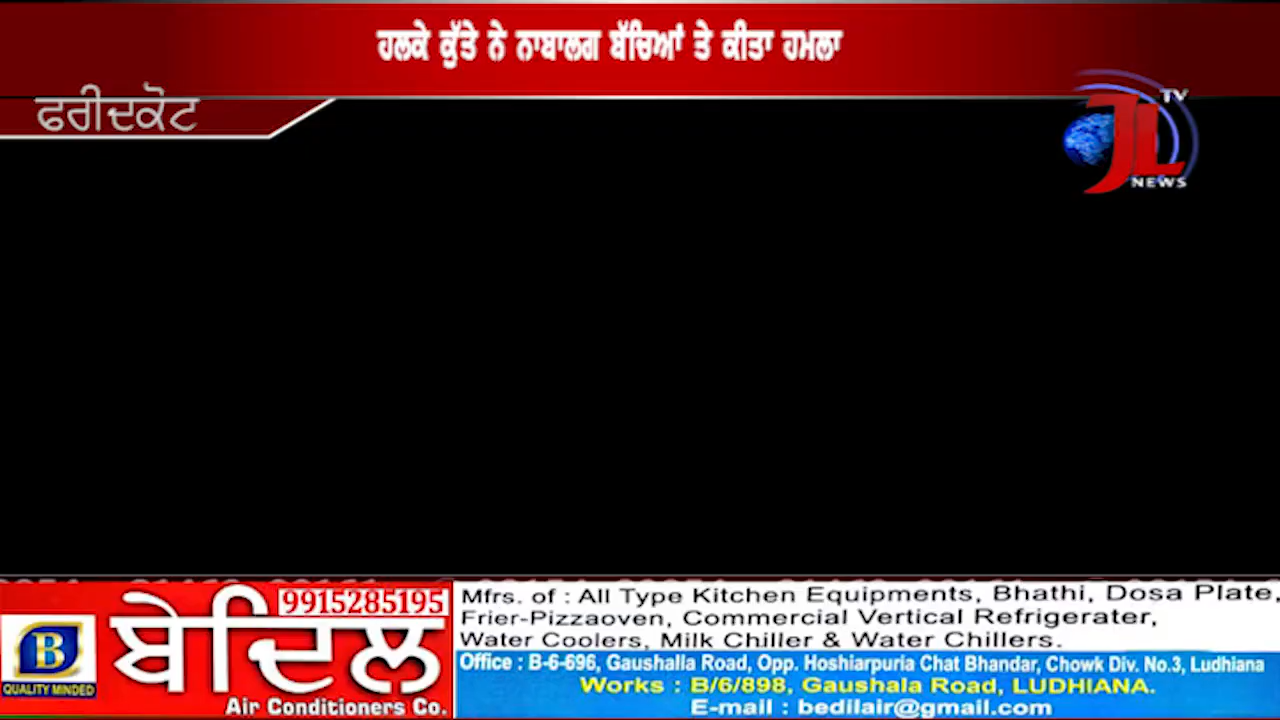 ਹਲਕੇ ਕੁੱਤੇ ਨੇ ਨਾਬਾਲਗ ਬੱਚਿਆਂ ਤੇ ਕੀਤਾ ਹਮਲਾ
ਫਰੀਦਕੋਟ
JL TV
NEWS
9915285195
ਬੇਦਿਲ
B
QUALITY MINDED
Air Conditioners Co.
Mfrs. of : All Type Kitchen Equipments, Bhathi, Dosa Plate,
Frier-Pizzaoven, Commercial Vertical Refrigerater,
Water Coolers, Milk Chiller & Water Chillers.
Office : B-6-696, Gaushalla Road, Opp. Hoshiarpuria Chat Bhandar, Chowk Div. No.3, Ludhiana
Works : B/6/898, Gaushala Road, LUDHIANA.
E-mail : bedilair@gmail.com